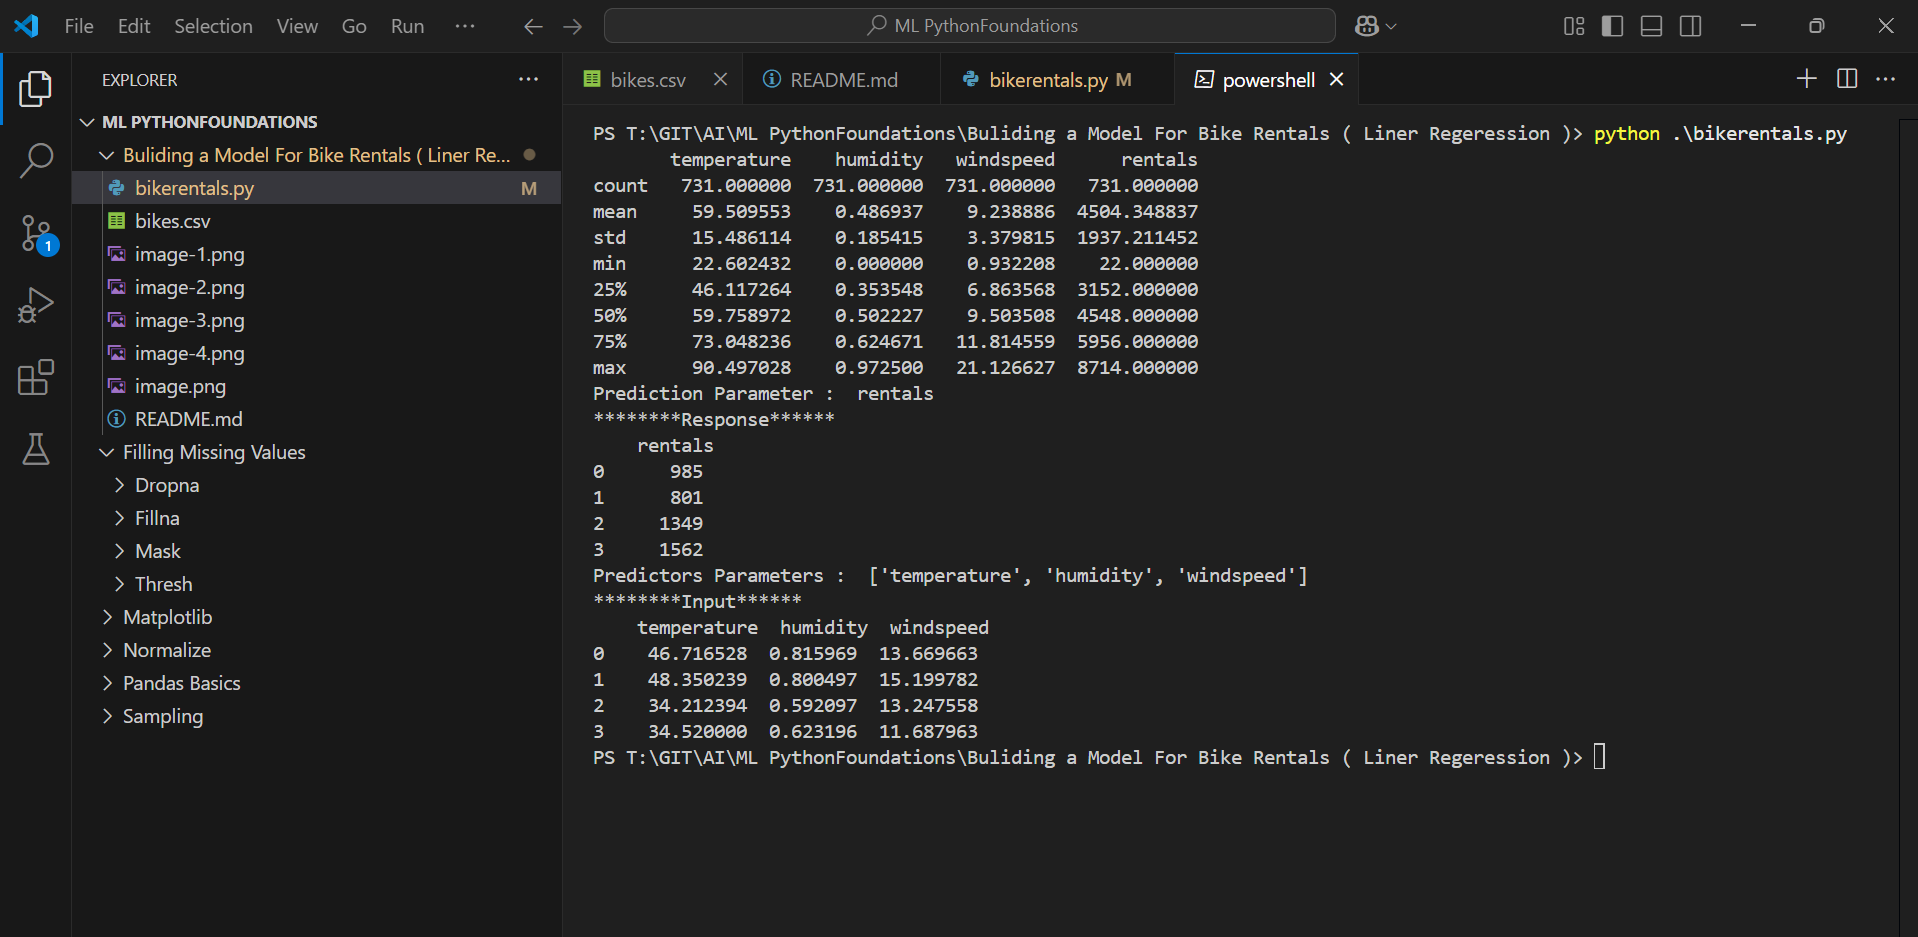 File Edit Selection View Go Run ··· ML PythonFoundations
EXPLORER ···
ML PYTHONFOUNDATIONS
Buliding a Model For Bike Rentals ( Liner Re...
bikerentals.py M
bikes.csv
image-1.png
1
image-2.png
image-3.png
image-4.png
image.png
README.md
Filling Missing Values
Dropna
Fillna
Mask
Thresh
Matplotlib
Normalize
Pandas Basics
Sampling
bikes.csv README.md bikerentals.py M powershell
PS T:\GIT\AI\ML PythonFoundations\Buliding a Model For Bike Rentals ( Liner Regeression )> python .\bikerentals.py
temperature humidity windspeed rentals
count 731.000000 731.000000 731.000000 731.000000
mean 59.509553 0.486937 9.238886 4504.348837
std 15.486114 0.185415 3.379815 1937.211452
min 22.602432 0.000000 0.932208 22.000000
25% 46.117264 0.353548 6.863568 3152.000000
50% 59.758972 0.502227 9.503508 4548.000000
75% 73.048236 0.624671 11.814559 5956.000000
max 90.497028 0.972500 21.126627 8714.000000
Prediction Parameter :  rentals
********Response******
rentals
0 985
1 801
2 1349
3 1562
Predictors Parameters :  ['temperature', 'humidity', 'windspeed']
********Input******
temperature humidity windspeed
0 46.716528 0.815969 13.669663
1 48.350239 0.800497 15.199782
2 34.212394 0.592097 13.247558
3 34.520000 0.623196 11.687963
PS T:\GIT\AI\ML PythonFoundations\Buliding a Model For Bike Rentals ( Liner Regeression )>